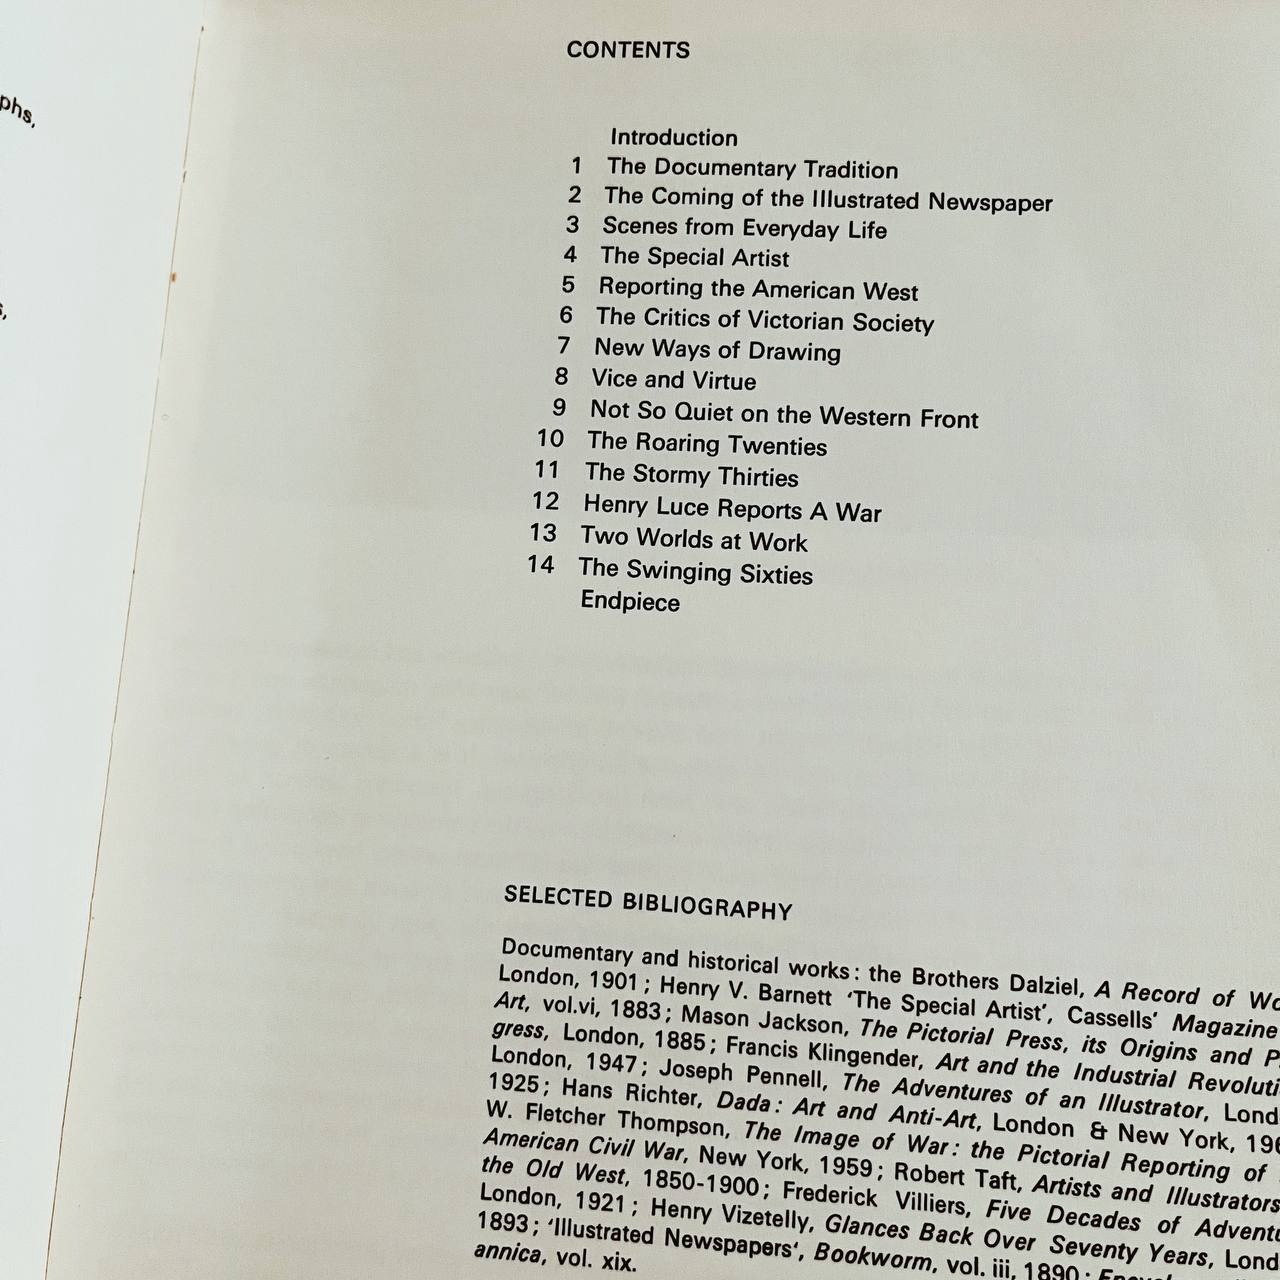 phs,
s,
CONTENTS
Introduction
1 The Documentary Tradition
2 The Coming of the Illustrated Newspaper
3 Scenes from Everyday Life
4 The Special Artist
5 Reporting the American West
6 The Critics of Victorian Society
7 New Ways of Drawing
8 Vice and Virtue
9 Not So Quiet on the Western Front
10 The Roaring Twenties
11 The Stormy Thirties
12 Henry Luce Reports A War
13 Two Worlds at Work
14 The Swinging Sixties
Endpiece
SELECTED BIBLIOGRAPHY
Documentary and historical works: the Brothers Dalziel, A Record of
London, 1901; Henry V. Barnett 'The Special Artist', Cassells' Magazine
Art, vol.vi, 1883; Mason Jackson, The Pictorial Press, its Origins and
gress, London, 1885; Francis Klingender, Art and the Industrial
London, 1947; Joseph Pennell, The Adventures of an Illustrator,
1925; Hans Richter, Dada: Art and Anti-Art, London & New York,
W. Fletcher Thompson, The Image of War: the Pictorial Reporting of
American Civil War, New York, 1959; Robert Taft, Artists and Illustrators
the Old West, 1850-1900; Frederick Villiers, Five Decades of
London, 1921; Henry Vizetelly, Glances Back Over Seventy Years,
1893; 'Illustrated Newspapers', Bookworm, vol. iii, 1890;
annica, vol. xix.